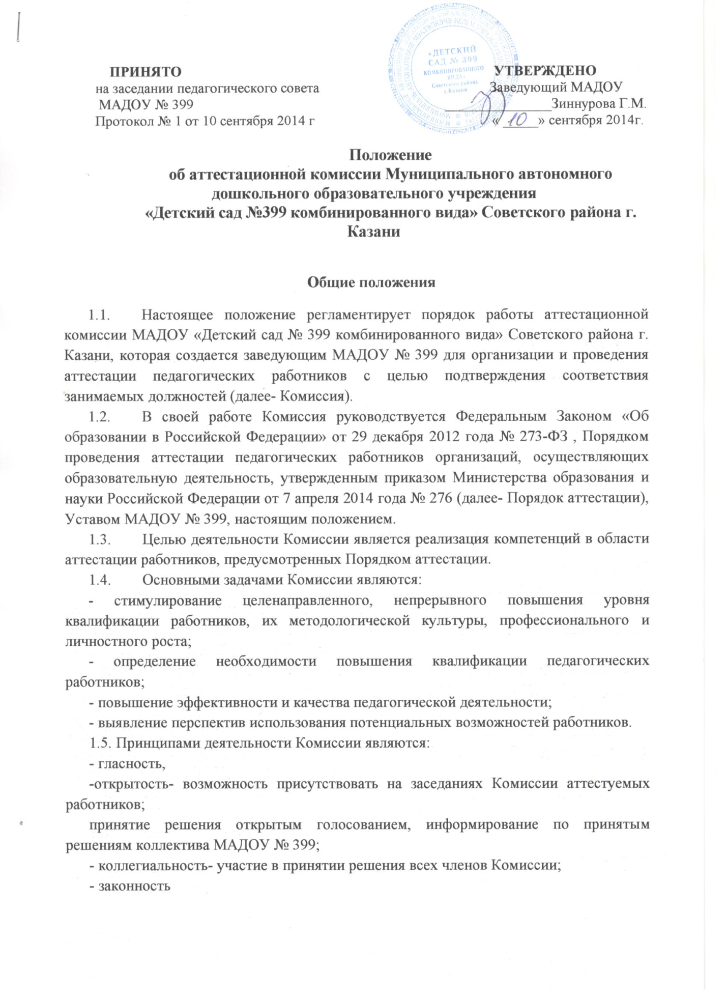 ПРИНЯТО
на заседании педагогического совета
МАДОУ № 399
Протокол № 1 от 10 сентября 2014 г
«ДЕТСКИЙ
САД № 399
КОМБИНИРОВАННОГО
ВИДА»
Советского района
г.Казани
УТВЕРЖДЕНО
Заведующий МАДОУ
_______________Зиннурова Г.М.
« 10 » сентября 2014г.
Положение
об аттестационной комиссии Муниципального автономного
дошкольного образовательного учреждения
«Детский сад №399 комбинированного вида» Советского района г.
Казани
Общие положения
1.1. Настоящее положение регламентирует порядок работы аттестационной
комиссии МАДОУ «Детский сад № 399 комбинированного вида» Советского района г.
Казани, которая создается заведующим МАДОУ № 399 для организации и проведения
аттестации педагогических работников с целью подтверждения соответствия
занимаемых должностей (далее- Комиссия).
1.2. В своей работе Комиссия руководствуется Федеральным Законом «Об
образовании в Российской Федерации» от 29 декабря 2012 года № 273-ФЗ , Порядком
проведения аттестации педагогических работников организаций, осуществляющих
образовательную деятельность, утвержденным приказом Министерства образования и
науки Российской Федерации от 7 апреля 2014 года № 276 (далее- Порядок аттестации),
Уставом МАДОУ № 399, настоящим положением.
1.3. Целью деятельности Комиссии является реализация компетенций в области
аттестации работников, предусмотренных Порядком аттестации.
1.4. Основными задачами Комиссии являются:
- стимулирование целенаправленного, непрерывного повышения уровня
квалификации работников, их методологической культуры, профессионального и
личностного роста;
- определение необходимости повышения квалификации педагогических
работников;
- повышение эффективности и качества педагогической деятельности;
- выявление перспектив использования потенциальных возможностей работников.
1.5. Принципами деятельности Комиссии являются:
- гласность,
-открытость- возможность присутствовать на заседаниях Комиссии аттестуемых
работников;
принятие решения открытым голосованием, информирование по принятым
решениям коллектива МАДОУ № 399;
- коллегиальность- участие в принятии решения всех членов Комиссии;
- законность